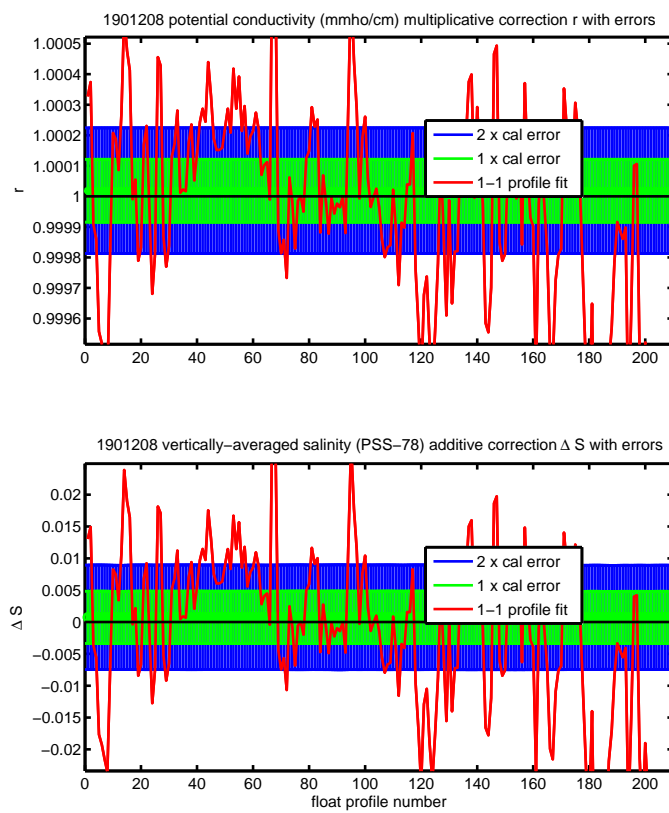 1901208 potential conductivity (mmho/cm) multiplicative correction r with errors
1.0005
1.0004
1.0003
1.0002
1.0001
1
0.9999
0.9998
0.9997
0.9996
r
2 x cal error
1 x cal error
1−1 profile fit
0 20 40 60 80 100 120 140 160 180 200
1901208 vertically−averaged salinity (PSS−78) additive correction Δ S with errors
0.02
0.015
0.01
0.005
0
−0.005
−0.01
−0.015
−0.02
Δ S
2 x cal error
1 x cal error
1−1 profile fit
0 20 40 60 80 100 120 140 160 180 200
float profile number